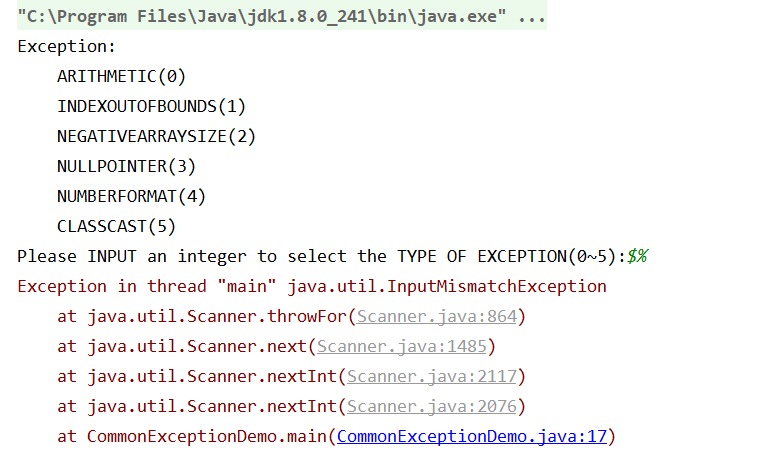 "C:\Program Files\Java\jdk1.8.0_241\bin\java.exe" ...
Exception:
    ARITHMETIC(0)
    INDEXOUTOFBOUNDS(1)
    NEGATIVEARRAYSIZE(2)
    NULLPOINTER(3)
    NUMBERFORMAT(4)
    CLASSCAST(5)
Please INPUT an integer to select the TYPE OF EXCEPTION(0~5):$%
Exception in thread "main" java.util.InputMismatchException
    at java.util.Scanner.throwFor(Scanner.java:864)
    at java.util.Scanner.next(Scanner.java:1485)
    at java.util.Scanner.nextInt(Scanner.java:2117)
    at java.util.Scanner.nextInt(Scanner.java:2076)
    at CommonExceptionDemo.main(CommonExceptionDemo.java:17)